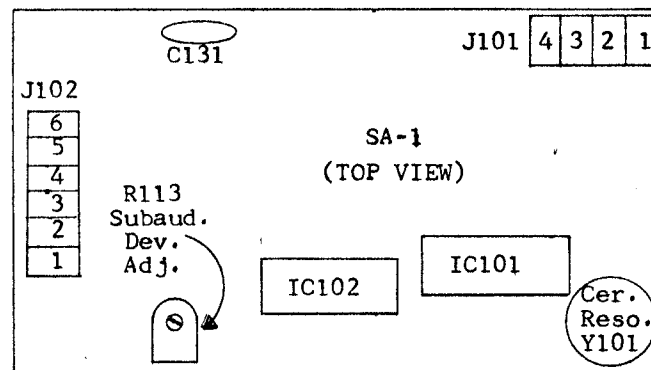 C131
J101 4 3 2 1
J102
6
5
4
3
2
1
SA-1
(TOP VIEW)
R113
Subaud.
Dev.
Adj.
IC102
IC101
Cer.
Reso.
Y101